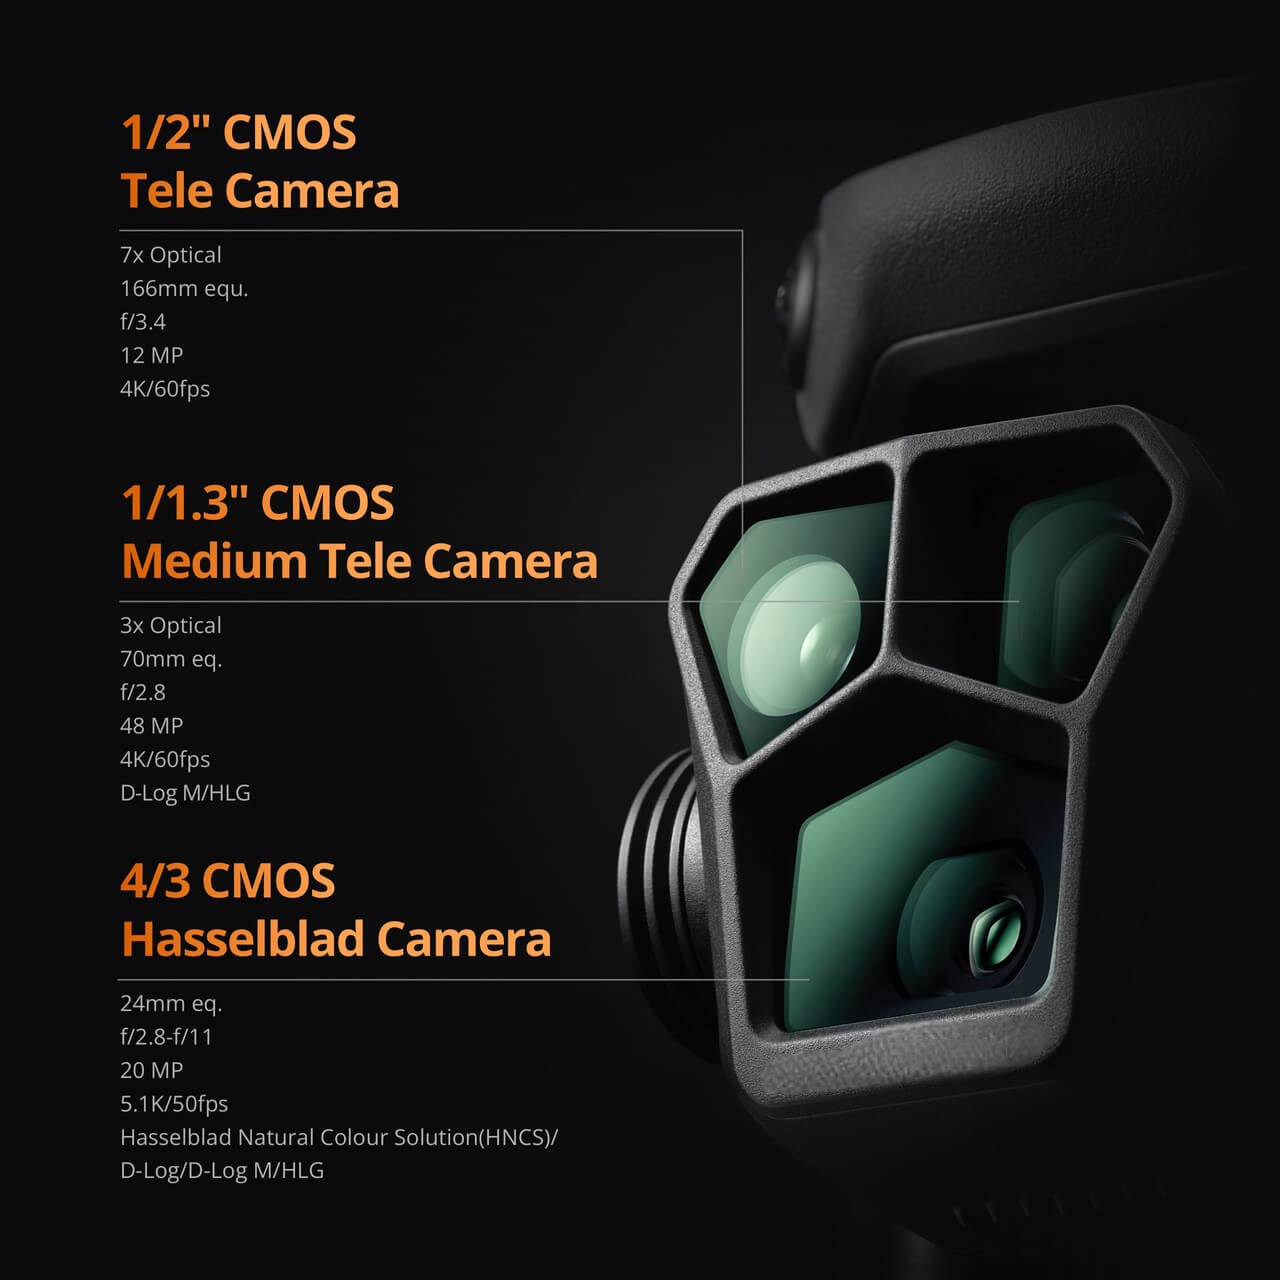 1/2" CMOS
Tele Camera
7x Optical
166mm equ.
f/3.4
12 MP
4K/60fps
1/1.3" CMOS
Medium Tele Camera
3x Optical
70mm eq.
f/2.8
48 MP
4K/60fps
D-Log M/HLG
4/3 CMOS
Hasselblad Camera
24mm eq.
f/2.8-f/11
20 MP
5.1K/50fps
Hasselblad Natural Colour Solution(HNCS)/
D-Log/D-Log M/HLG